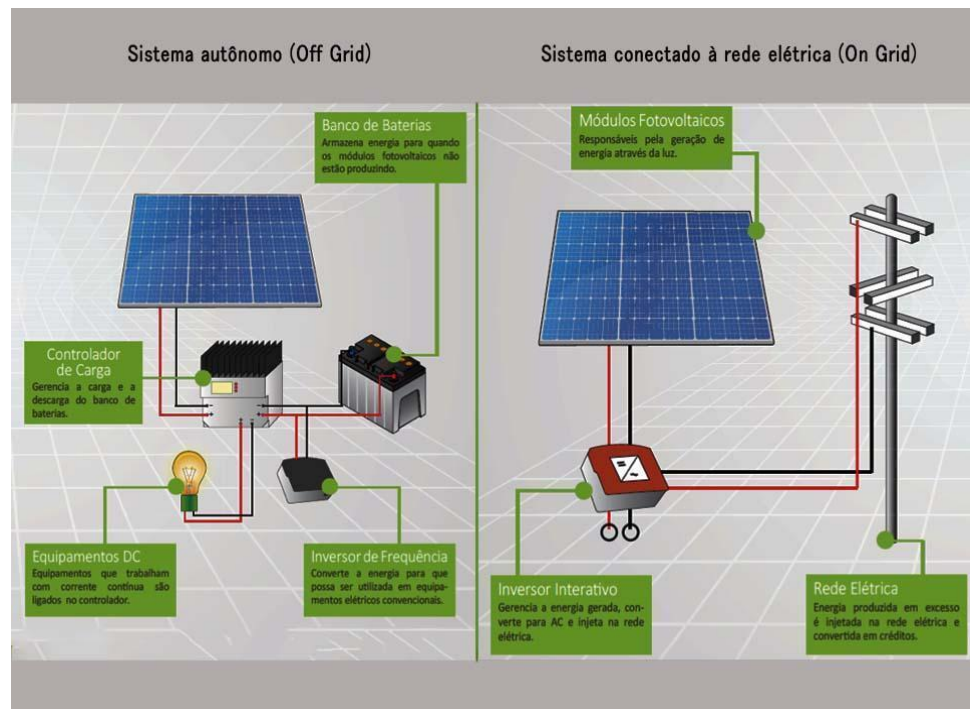 Sistema autônomo (Off Grid)
Sistema conectado à rede elétrica (On Grid)
Banco de Baterias
Armazena energia para quando
os módulos fotovoltaicos não
estão produzindo.
Controlador
de Carga
Gerencia a carga e a
descarga do banco de
baterias.
Equipamentos DC
Equipamentos que trabalham
com corrente contínua são
ligados no controlador.
Inversor de Frequência
Converte a energia para que
possa ser utilizada em equipa-
mentos elétricos convencionais.
Módulos Fotovoltaicos
Responsáveis pela geração de
energia através da luz.
Inversor Interativo
Gerencia a energia gerada, con-
verte para AC e injeta na rede
elétrica.
Rede Elétrica
Energia produzida em excesso
é injetada na rede elétrica e
convertida em créditos.